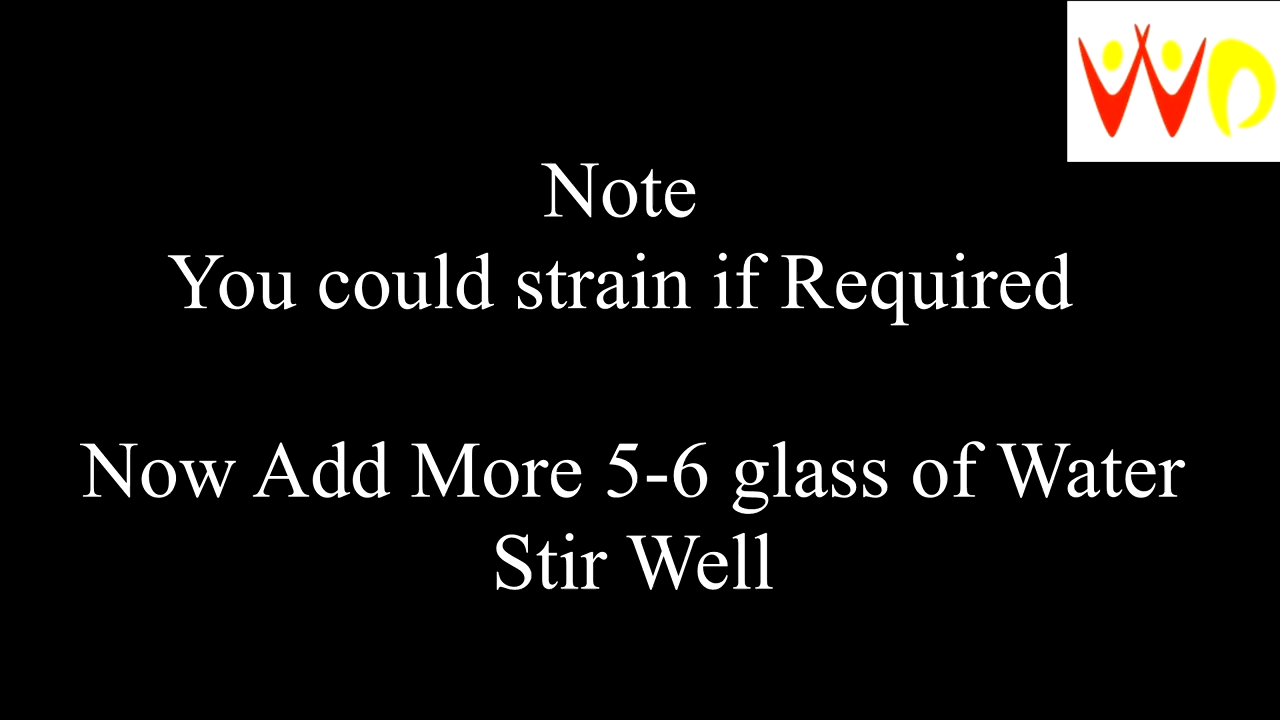 Note
You could strain if Required
Now Add More 5-6 glass of Water
Stir Well